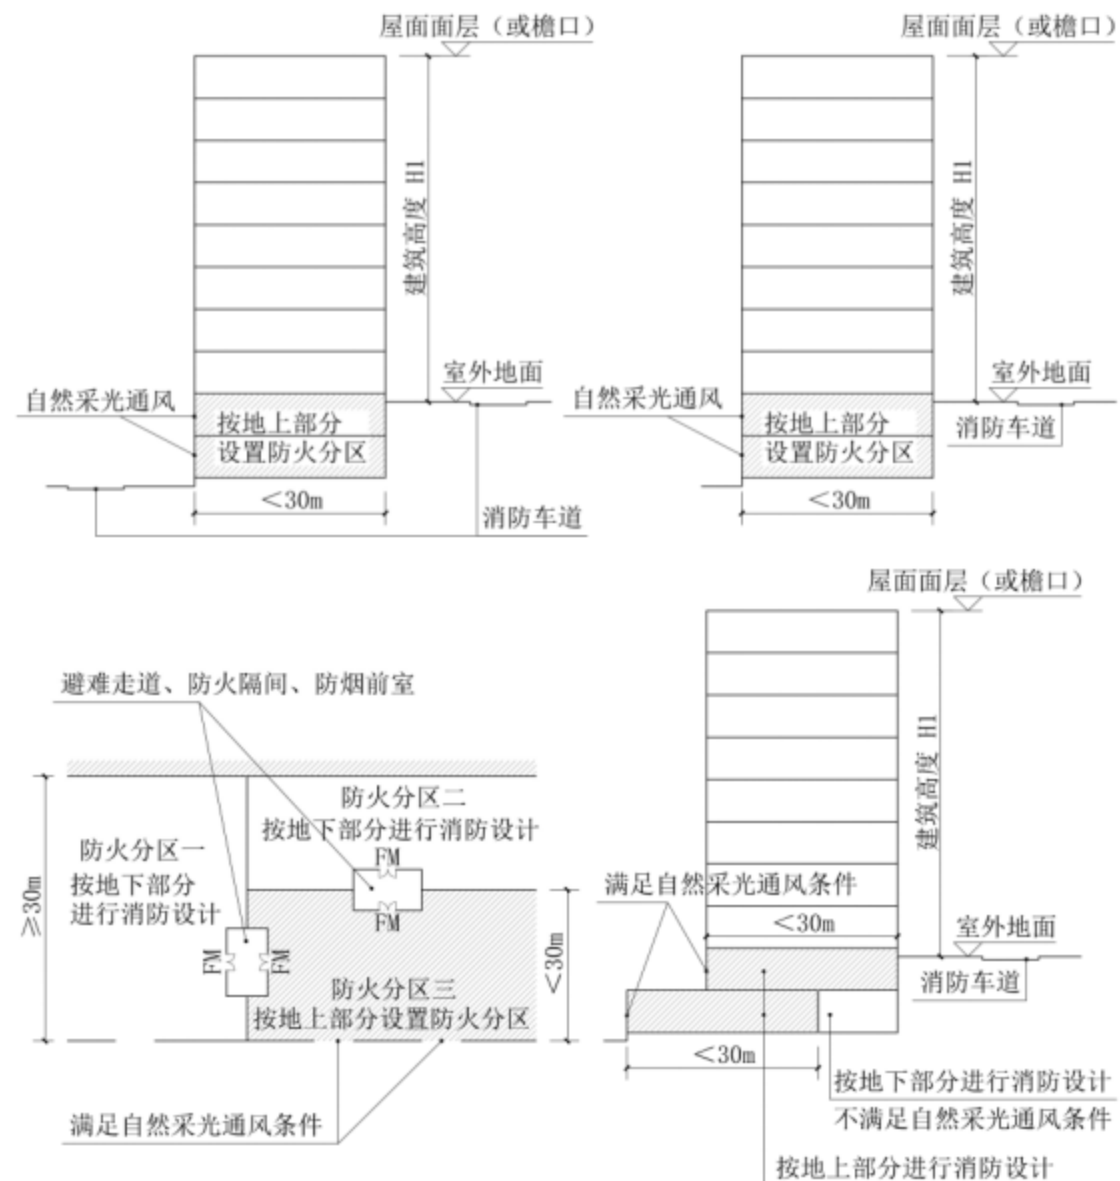 屋面面层（或檐口）
建筑高度 H1
室外地面
自然采光通风
按地上部分
设置防火分区
<30m
消防车道
屋面面层（或檐口）
建筑高度 H1
室外地面
自然采光通风
消防车道
按地上部分
设置防火分区
<30m
避难走道、防火隔间、防烟前室
防火分区二
按地下部分进行消防设计
防火分区一
按地下部分
进行消防设计
FM
FM
FM
FM
≥30m
<30m
防火分区三
按地上部分设置防火分区
满足自然采光通风条件
屋面面层（或檐口）
建筑高度 H1
满足自然采光通风条件
<30m
室外地面
消防车道
<30m
按地下部分进行消防设计
不满足自然采光通风条件
按地上部分进行消防设计